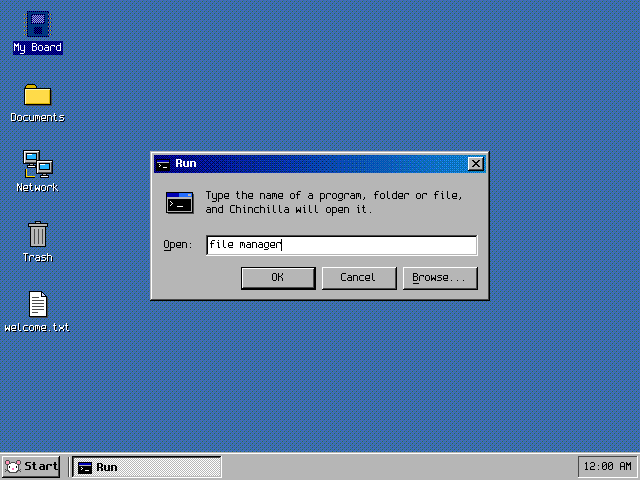 My Board
Documents
Network
Trash
welcome.txt
Run
Type the name of a program, folder or file,
and Chinchilla will open it.
Open: file manager
OK Cancel Browse...
Start Run 12:00 AM